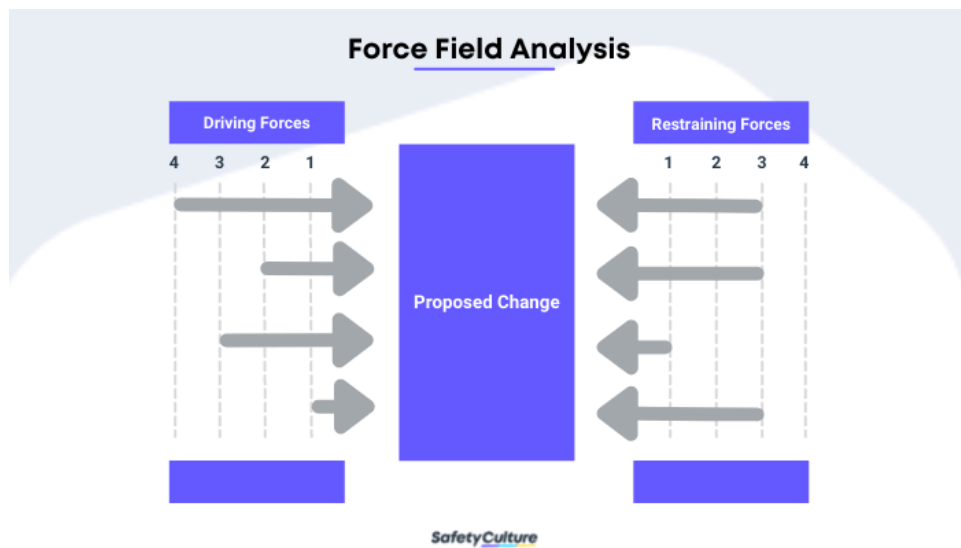 Force Field Analysis
Driving Forces
Restraining Forces
4 3 2 1
1 2 3 4
Proposed Change
SafetyCulture